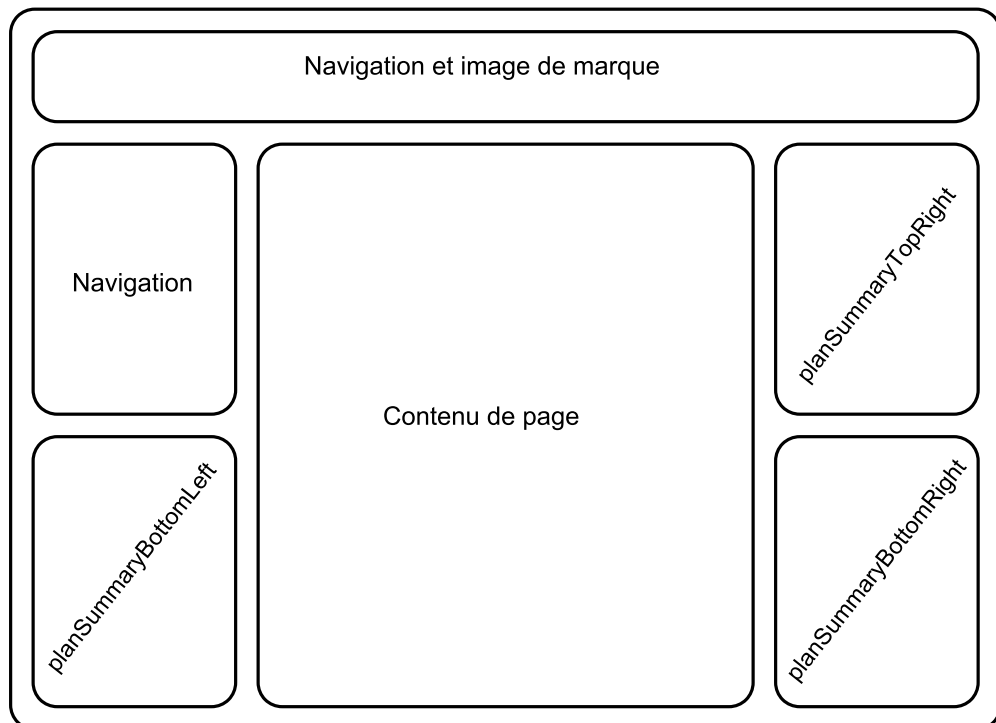 Navigation et image de marque
Navigation
planSummaryTopRight
Contenu de page
planSummaryBottomLeft
planSummaryBottomRight